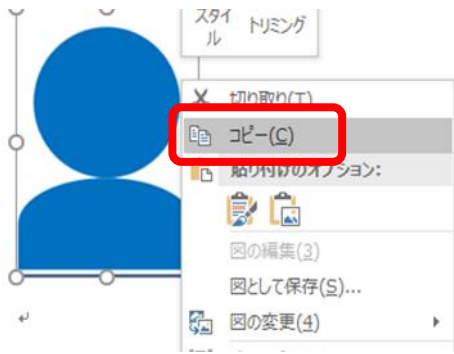 スタイ
ル
トリミング
切り取り(T)
コピー(C)
貼り付けのオプション:
図の編集(3)
図として保存(S)...
図の変更(4)